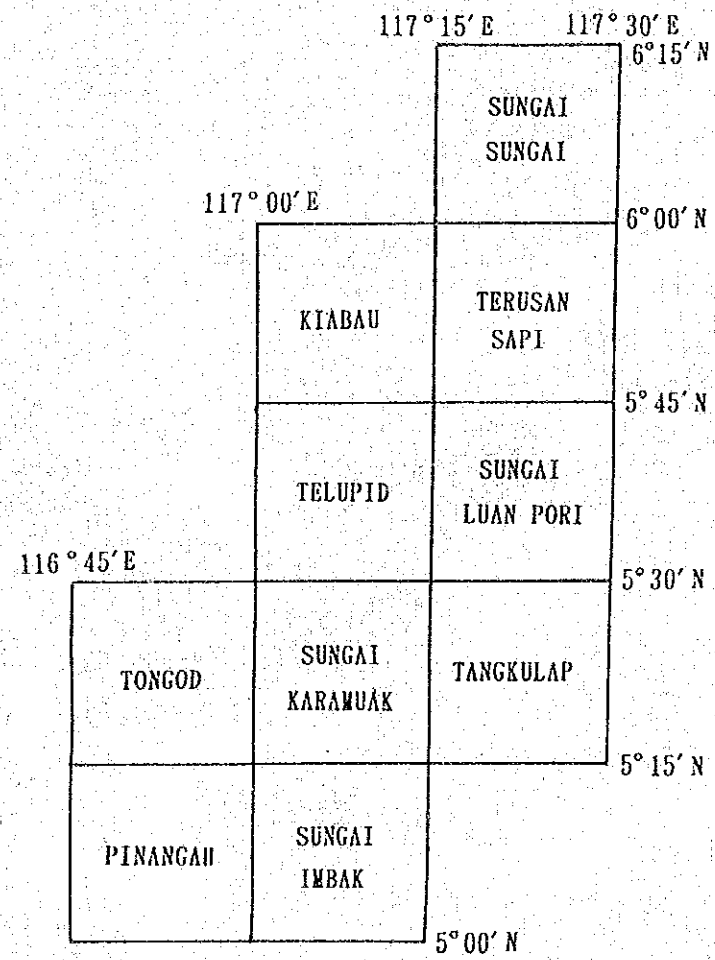 117° 15′ E 117° 30′ E
6° 15′ N
SUNGAI
SUNGAI
117° 00′ E
6° 00′ N
KIABAU
TERUSAN
SAPI
5° 45′ N
TELUPID
SUNGAI
LUAN PORI
116° 45′ E
5° 30′ N
TONGOD
SUNGAI
KARAMUAK
TANGKULAP
5° 15′ N
PINANGAH
SUNGAI
IMBAK
5° 00′ N